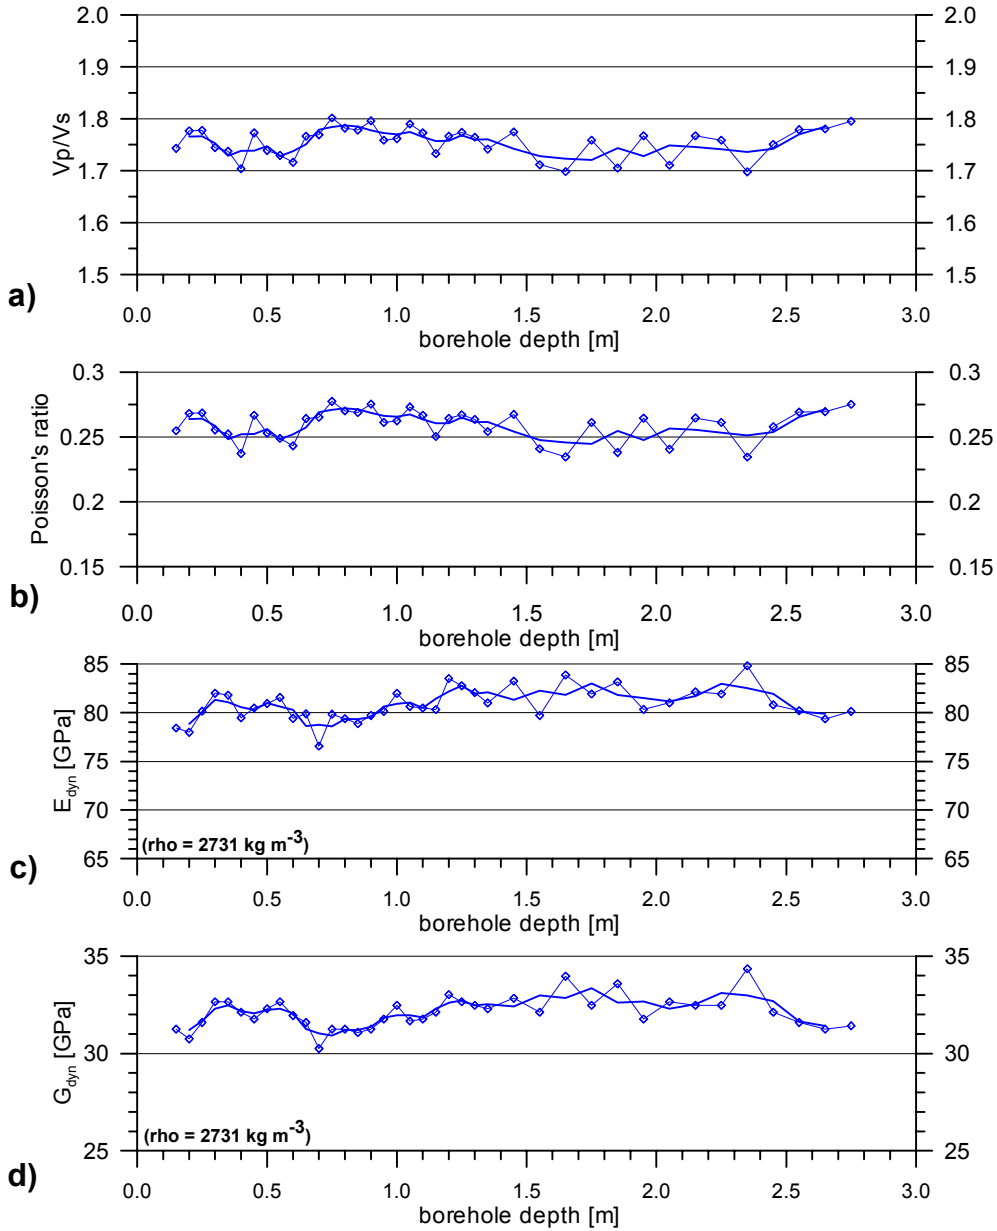 2.0 2.0
1.9 1.9
1.8 1.8
Vp/Vs
1.7 1.7
1.6 1.6
1.5 1.5
a)
0.0 0.5 1.0 1.5 2.0 2.5 3.0
borehole depth [m]
0.3 0.3
0.25 0.25
Poisson's ratio
0.2 0.2
0.15 0.15
b)
0.0 0.5 1.0 1.5 2.0 2.5 3.0
borehole depth [m]
85 85
80 80
E_dyn [GPa]
75 75
70 70
(rho = 2731 kg m⁻³)
65 65
c)
0.0 0.5 1.0 1.5 2.0 2.5 3.0
borehole depth [m]
35 35
G_dyn [GPa]
30 30
(rho = 2731 kg m⁻³)
25 25
d)
0.0 0.5 1.0 1.5 2.0 2.5 3.0
borehole depth [m]